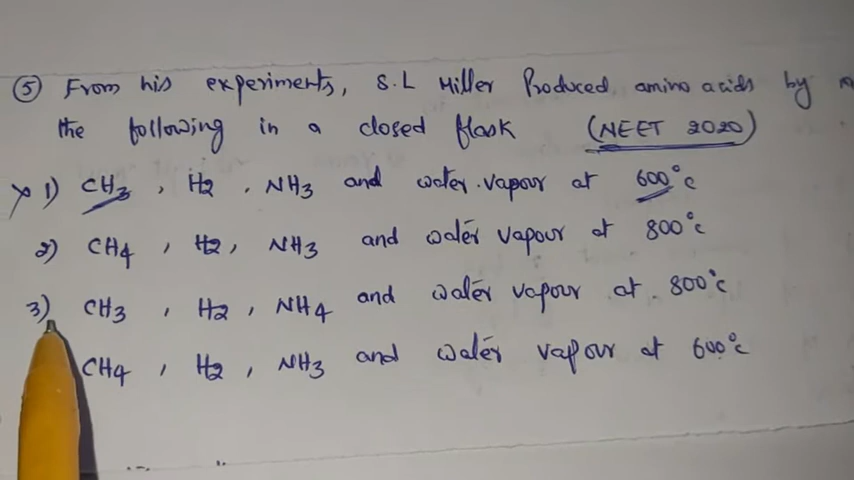 ⑤ From his experiments, S.L Miller Produced amino acids by
the following in a closed flask (NEET 2020)
x 1) CH3, H2, NH3 and water vapour at 600°c
2) CH4, H2, NH3 and water vapour at 800°c
3) CH3, H2, NH4 and water vapour at 800°c
CH4, H2, NH3 and water vapour at 600°c